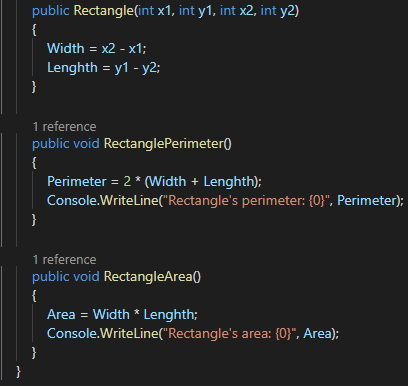 public Rectangle(int x1, int y1, int x2, int y2)
{
Width = x2 - x1;
Lenghth = y1 - y2;
}
1 reference
public void RectanglePerimeter()
{
Perimeter = 2 * (Width + Lenghth);
Console.WriteLine("Rectangle's perimeter: {0}", Perimeter);
}
1 reference
public void RectangleArea()
{
Area = Width * Lenghth;
Console.WriteLine("Rectangle's area: {0}", Area);
}
}